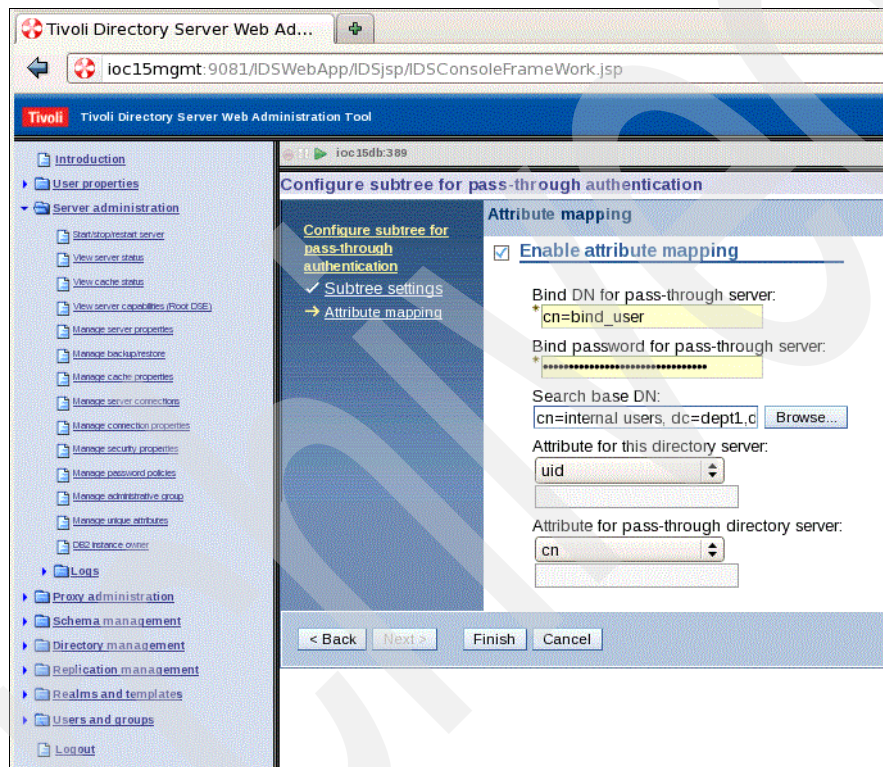 Tivoli Directory Server Web Ad...
ioc15mgmt:9081/IDSWebApp/IDSjsp/IDSConsoleFrameWork.jsp
Tivoli Tivoli Directory Server Web Administration Tool
Introduction
User properties
Server administration
Start/stop/restart server
View server status
View cache status
View server capabilities (Root DSE)
Manage server properties
Manage backup/restore
Manage cache properties
Manage server connections
Manage connection properties
Manage security properties
Manage password policies
Manage administrative group
Manage unique attributes
DB2 instance owner
Logs
Proxy administration
Schema management
Directory management
Replication management
Realms and templates
Users and groups
Logout
ioc15db:389
Configure subtree for pass-through authentication
Configure subtree for
pass-through
authentication
Subtree settings
Attribute mapping
Attribute mapping
Enable attribute mapping
Bind DN for pass-through server:
* cn=bind_user
Bind password for pass-through server:
* ••••••••••••••••••••••••••••••••
Search base DN:
cn=internal users, dc=dept1,d Browse...
Attribute for this directory server:
uid
Attribute for pass-through directory server:
cn
< Back Next > Finish Cancel